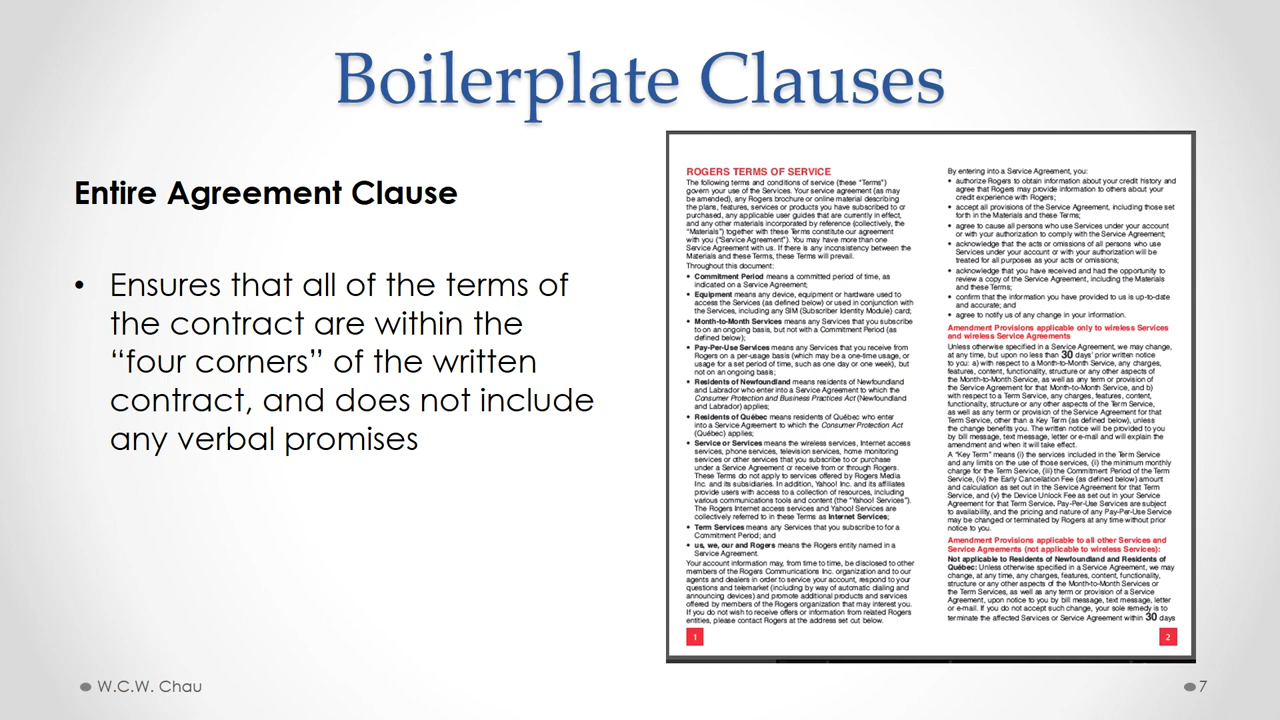 Boilerplate Clauses
Entire Agreement Clause
• Ensures that all of the terms of
the contract are within the
“four corners” of the written
contract, and does not include
any verbal promises
ROGERS TERMS OF SERVICE
The following terms and conditions of service (these “Terms”)
govern your use of the Services. Your service agreement (as may
be amended), any Rogers brochure or online material describing
the plans, features, services or products you have subscribed to or
purchased, any applicable user guides that are currently in effect,
and any other materials incorporated by reference (collectively, the
“Materials”) together with these Terms constitute our agreement
with you (“Service Agreement”). You may have more than one
Service Agreement with us. If there is any inconsistency between the
Materials and these Terms, these Terms will prevail.
Throughout this document:
• Commitment Period means a committed period of time, as
indicated on a Service Agreement;
• Equipment means any device, equipment or hardware used to
access the Services (as defined below) or used in conjunction with
the Services, including any SIM (Subscriber Identity Module) card;
• Month-to-Month Services means any Services that you subscribe
to on an ongoing basis, but not with a Commitment Period (as
defined below);
• Pay-Per-Use Services means any Services that you receive from
Rogers on a per-usage basis (which may be a one-time usage, or
usage for a set period of time, such as one day or one week), but
not on an ongoing basis;
• Residents of Newfoundland means residents of Newfoundland
and Labrador who enter into a Service Agreement to which the
Consumer Protection and Business Practices Act (Newfoundland
and Labrador) applies;
• Residents of Québec means residents of Québec who enter
into a Service Agreement to which the Consumer Protection Act
(Québec) applies;
• Service or Services means the wireless services, Internet access
services, phone services, television services, home monitoring
services or other services that you subscribe to or purchase
under a Service Agreement or receive from or through Rogers.
These Terms do not apply to services offered by Rogers Media
Inc. and its subsidiaries. In addition, Yahoo! Inc. and its affiliates
provide users with access to a collection of resources, including
various communications tools and content (the “Yahoo! Services”).
The Rogers Internet access services and Yahoo! Services are
collectively referred to in these Terms as Internet Services;
• Term Services means any Services that you subscribe to for a
Commitment Period; and
• us, we, our and Rogers means the Rogers entity named in a
Service Agreement.
Your account information may, from time to time, be disclosed to other
members of the Rogers Communications Inc. organization and to our
agents and dealers in order to service your account, respond to your
questions and telemarket (including by way of automatic dialing and
announcing devices) and promote additional products and services
offered by members of the Rogers organization that may interest you.
If you do not wish to receive offers or information from related Rogers
entities, please contact Rogers at the address set out below.
1
By entering into a Service Agreement, you:
• authorize Rogers to obtain information about your credit history and
agree that Rogers may provide information to others about your
credit experience with Rogers;
• accept all provisions of the Service Agreement, including those set
forth in the Materials and these Terms;
• agree to cause all persons who use Services under your account
or with your authorization to comply with the Service Agreement;
• acknowledge that the acts or omissions of all persons who use
Services under your account or with your authorization will be
treated for all purposes as your acts or omissions;
• acknowledge that you have received and had the opportunity to
review a copy of the Service Agreement, including the Materials
and these Terms;
• confirm that the information you have provided to us is up-to-date
and accurate; and
• agree to notify us of any change in your information.
Amendment Provisions applicable only to wireless Services
and wireless Service Agreements
Unless otherwise specified in a Service Agreement, we may change,
at any time, but upon no less than 30 days’ prior written notice
to you: a) with respect to a Month-to-Month Service, any charges,
features, content, functionality, structure or any other aspects of
the Month-to-Month Service, as well as any term or provision of
the Service Agreement for that Month-to-Month Service, and b)
with respect to a Term Service, any charges, features, content,
functionality, structure or any other aspects of the Term Service,
as well as any term or provision of the Service Agreement for that
Term Service, other than a Key Term (as defined below), unless
the change benefits you. The written notice will be provided to you
by bill message, text message, letter or e-mail and will explain the
amendment and when it will take effect.
A “Key Term” means (i) the services included in the Term Service
and any limits on the use of those services, (ii) the minimum monthly
charge for the Term Service, (iii) the Commitment Period of the Term
Service, (iv) the Early Cancellation Fee (as defined below) amount
and calculation as set out in the Service Agreement for that Term
Service, and (v) the Device Unlock Fee as set out in your Service
Agreement for that Term Service. Pay-Per-Use Services are subject
to availability, and the pricing and nature of any Pay-Per-Use Service
may be changed or terminated by Rogers at any time without prior
notice to you.
Amendment Provisions applicable to all other Services and
Service Agreements (not applicable to wireless Services):
Not applicable to Residents of Newfoundland and Residents of
Québec: Unless otherwise specified in a Service Agreement, we may
change, at any time, any charges, features, content, functionality,
structure or any other aspects of the Month-to-Month Services or
the Term Services, as well as any term or provision of a Service
Agreement, upon notice to you by bill message, text message, letter
or e-mail. If you do not accept such change, your sole remedy is to
terminate the affected Services or Service Agreement within 30 days
2
W.C.W. Chau
7